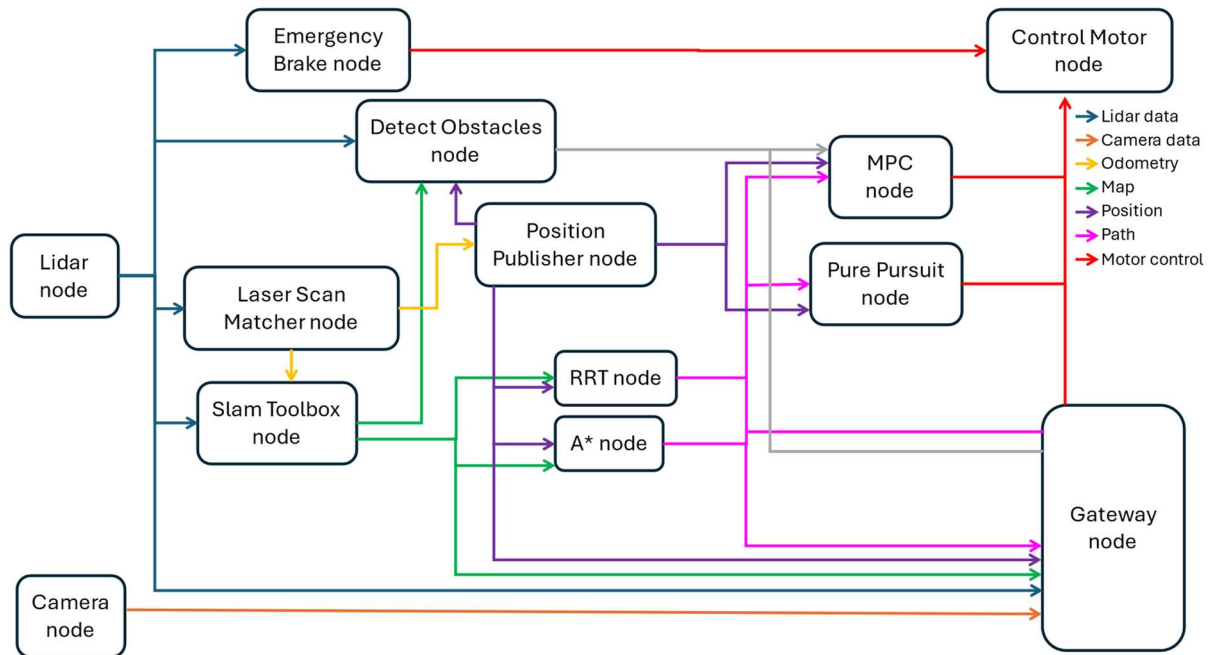 Emergency
Brake node
Control Motor
node
Lidar data
Camera data
Odometry
Map
Position
Path
Motor control
Detect Obstacles
node
MPC
node
Position
Publisher node
Lidar
node
Pure Pursuit
node
Laser Scan
Matcher node
RRT node
Slam Toolbox
node
A* node
Gateway
node
Camera
node